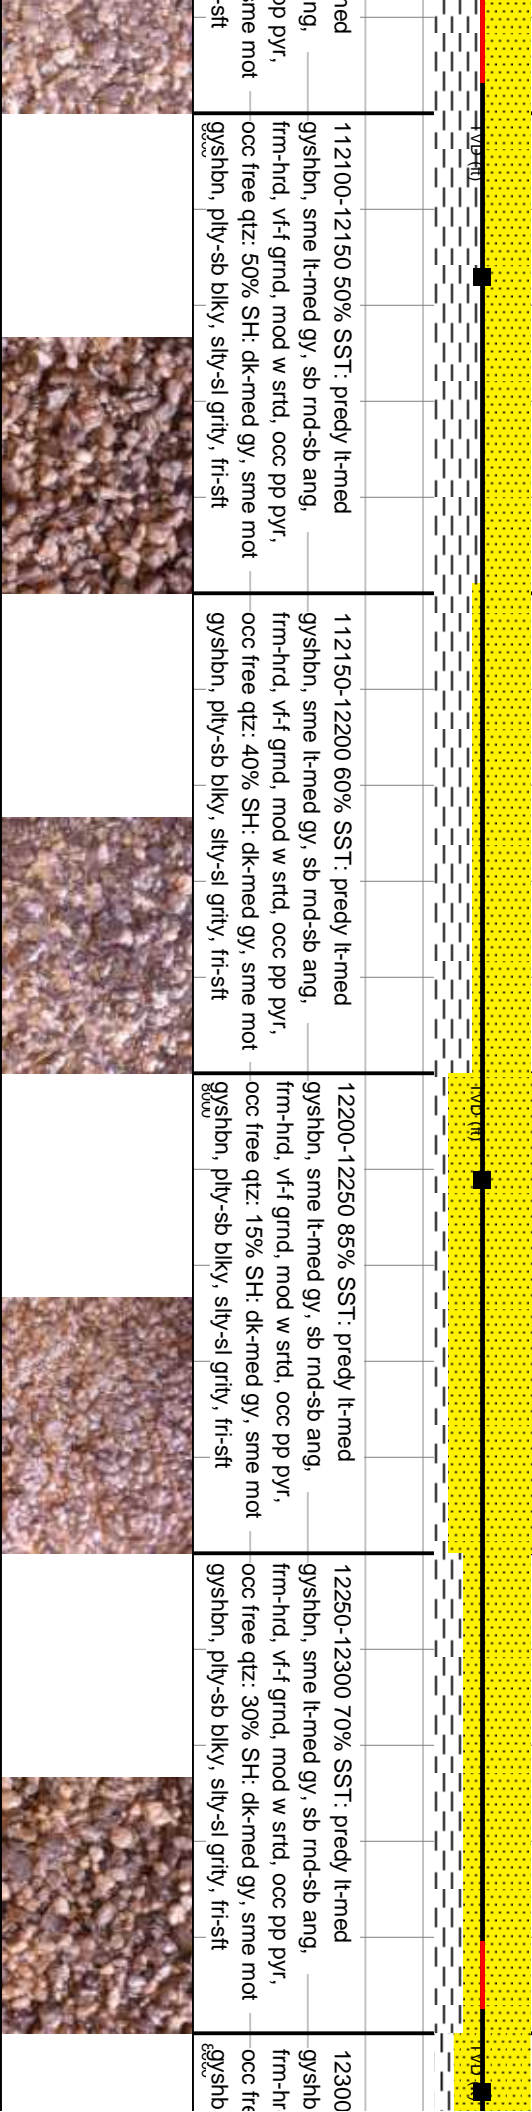 ned
ng,
pp pyr,
sme mot
-sft
112100-12150 50% SST: predy lt-med
gyshbn, sme lt-med gy, sb rnd-sb ang,
frm-hrd, vf-f grnd, mod w srtd, occ pp pyr,
occ free qtz: 50% SH: dk-med gy, sme mot
gyshbn, plty-sb blky, slty-sl grity, fri-sft
TVD (ft)
112150-12200 60% SST: predy lt-med
gyshbn, sme lt-med gy, sb rnd-sb ang,
frm-hrd, vf-f grnd, mod w srtd, occ pp pyr,
occ free qtz: 40% SH: dk-med gy, sme mot
gyshbn, plty-sb blky, slty-sl grity, fri-sft
12200-12250 85% SST: predy lt-med
gyshbn, sme lt-med gy, sb rnd-sb ang,
frm-hrd, vf-f grnd, mod w srtd, occ pp pyr,
occ free qtz: 15% SH: dk-med gy, sme mot
gyshbn, plty-sb blky, slty-sl grity, fri-sft
8000
TVD (ft)
12250-12300 70% SST: predy lt-med
gyshbn, sme lt-med gy, sb rnd-sb ang,
frm-hrd, vf-f grnd, mod w srtd, occ pp pyr,
occ free qtz: 30% SH: dk-med gy, sme mot
gyshbn, plty-sb blky, slty-sl grity, fri-sft
12300
gyshb
frm-hr
occ fre
gyshb